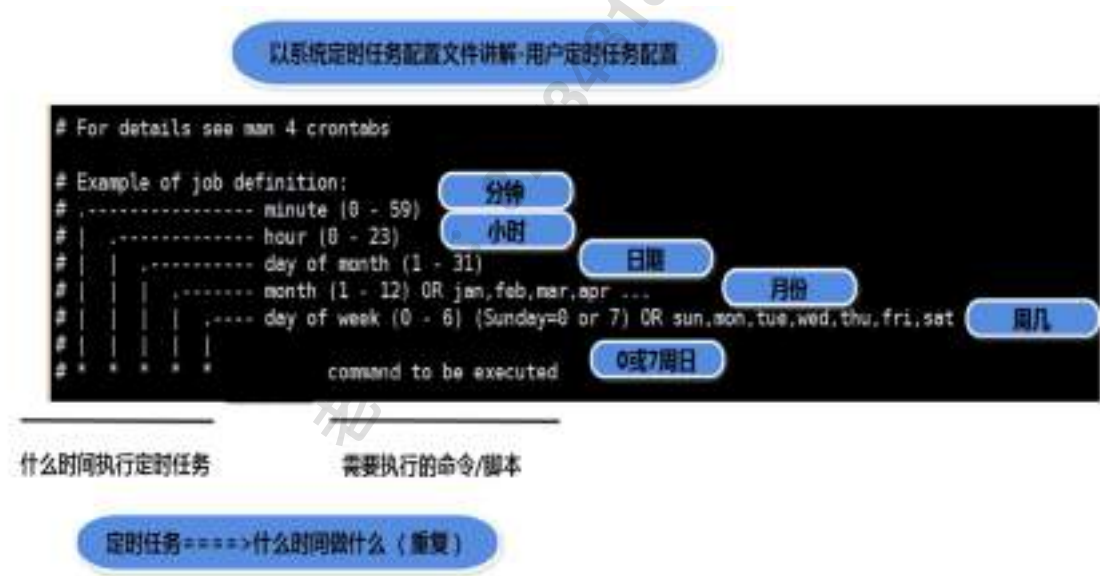 以系统定时任务配置文件讲解-用户定时任务配置
# For details see man 4 crontabs
# Example of job definition:
分钟
# .---------------- minute (0 - 59)
小时
# | .------------- hour (0 - 23)
日期
# | | .---------- day of month (1 - 31)
# | | | .------- month (1 - 12) OR jan,feb,mar,apr ...
月份
# | | | | .---- day of week (0 - 6) (Sunday=0 or 7) OR sun,mon,tue,wed,thu,fri,sat
周几
# | | | | |
0或7周日
# * * * * * command to be executed
什么时间执行定时任务
需要执行的命令/脚本
定时任务====>什么时间做什么（重复）